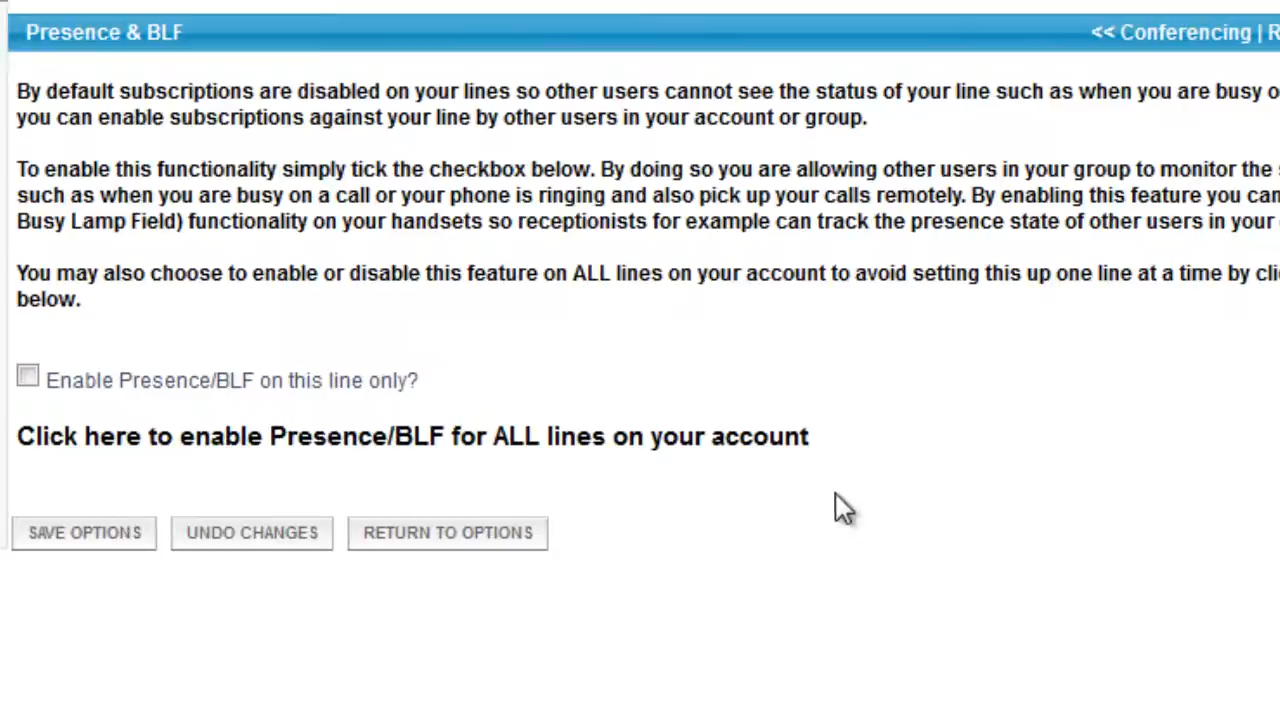 Presence & BLF
<< Conferencing |
By default subscriptions are disabled on your lines so other users cannot see the status of your line such as when you are busy
you can enable subscriptions against your line by other users in your account or group.
To enable this functionality simply tick the checkbox below. By doing so you are allowing other users in your group to monitor the
such as when you are busy on a call or your phone is ringing and also pick up your calls remotely. By enabling this feature you can
Busy Lamp Field) functionality on your handsets so receptionists for example can track the presence state of other users in your
You may also choose to enable or disable this feature on ALL lines on your account to avoid setting this up one line at a time by
below.
Enable Presence/BLF on this line only?
Click here to enable Presence/BLF for ALL lines on your account
SAVE OPTIONS
UNDO CHANGES
RETURN TO OPTIONS